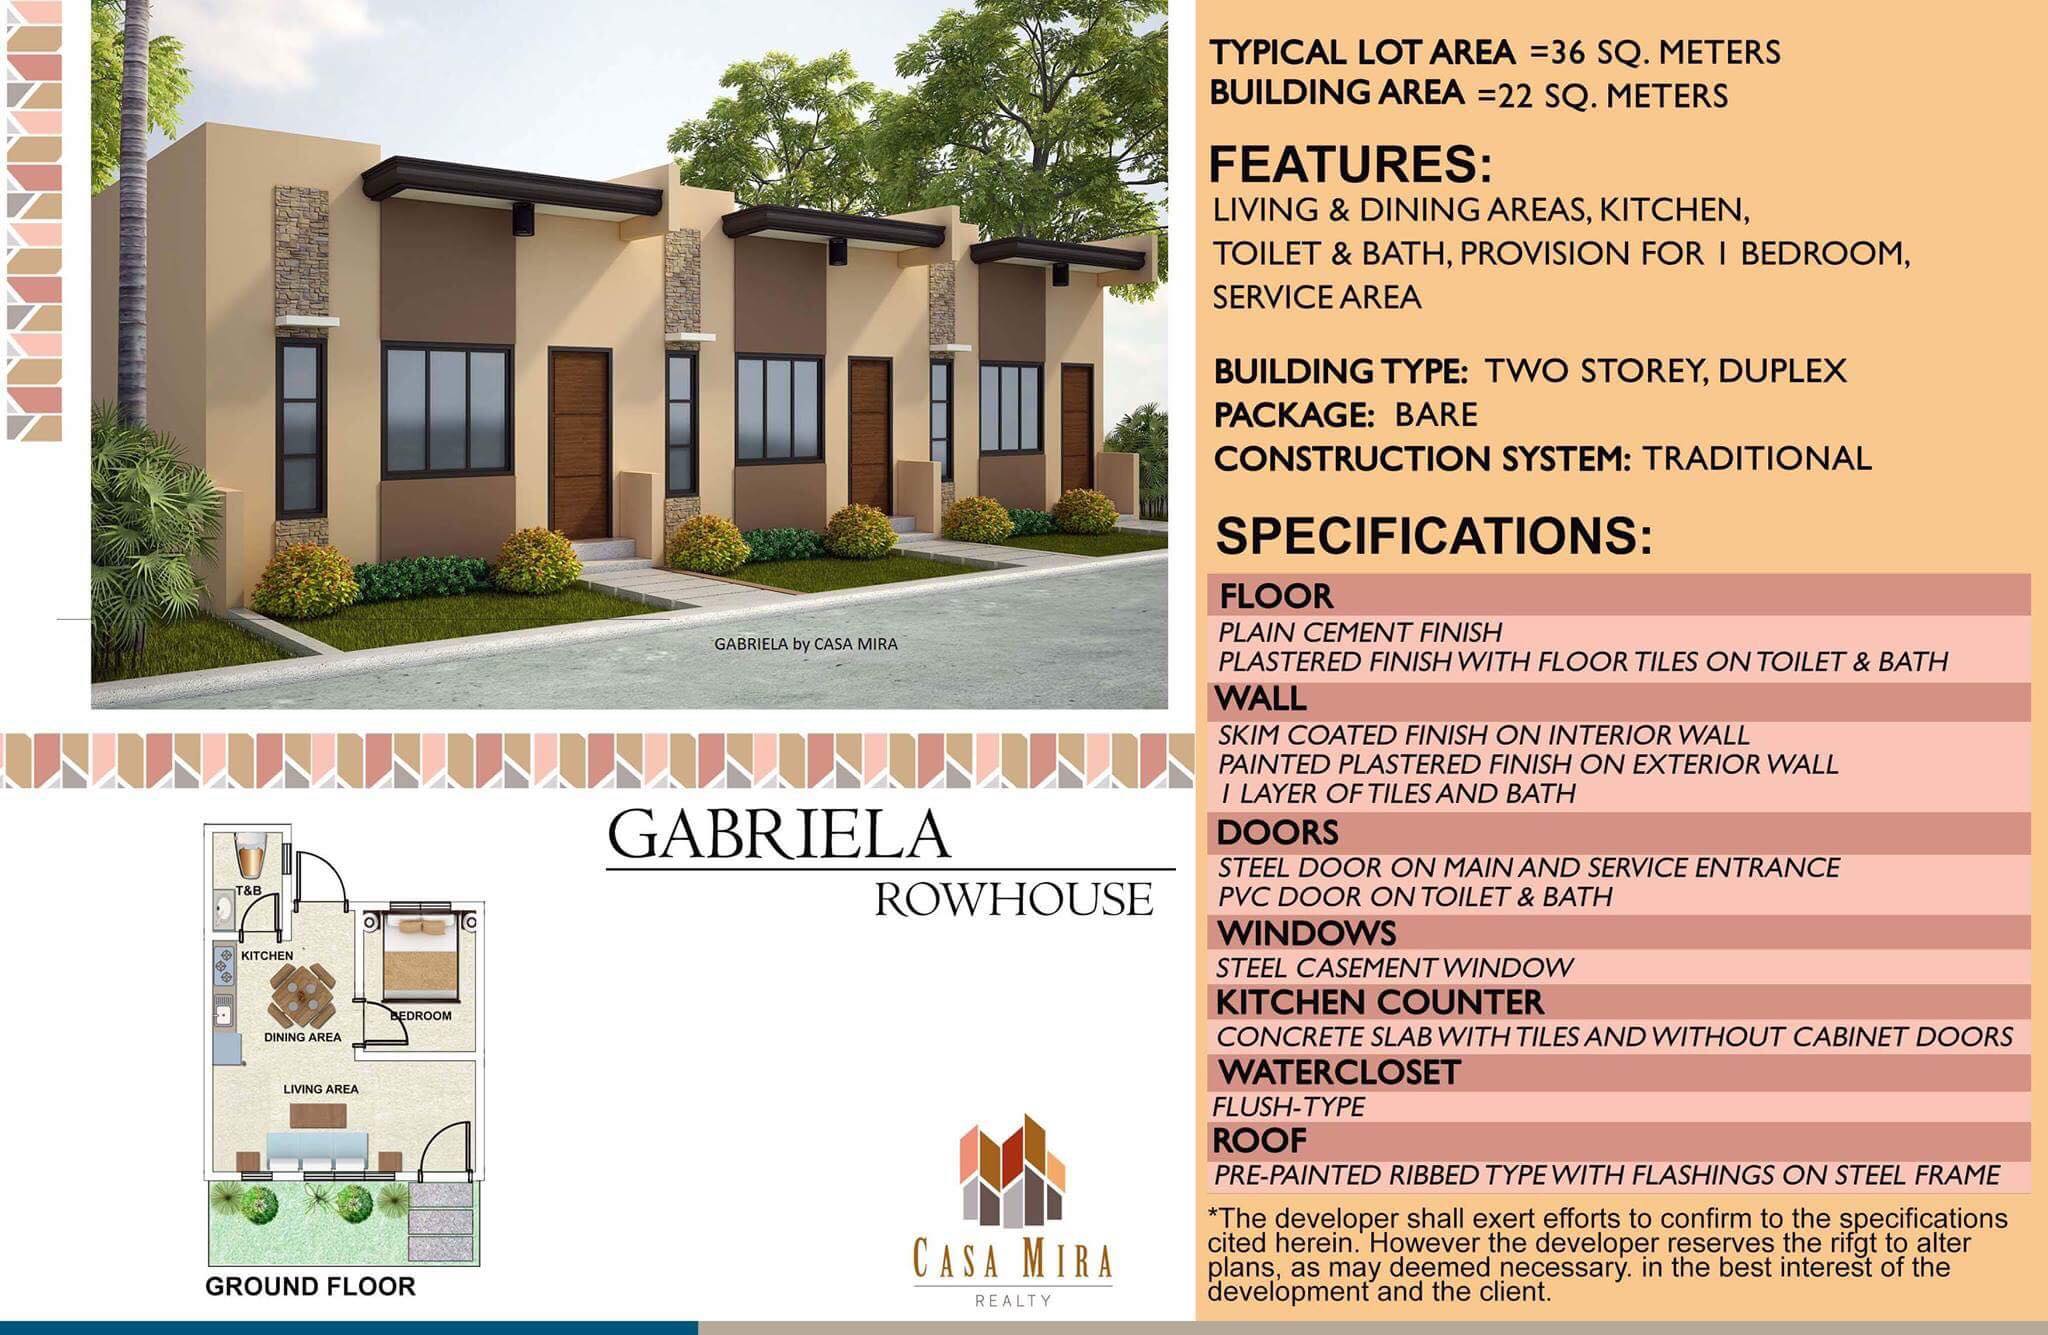 GABRIELA by CASA MIRA
GABRIELA
ROWHOUSE
T&B
KITCHEN
DINING AREA
BEDROOM
LIVING AREA
GROUND FLOOR
CASA MIRA
REALTY
TYPICAL LOT AREA =36 SQ. METERS
BUILDING AREA =22 SQ. METERS
FEATURES:
LIVING & DINING AREAS, KITCHEN,
TOILET & BATH, PROVISION FOR 1 BEDROOM,
SERVICE AREA
BUILDING TYPE: TWO STOREY, DUPLEX
PACKAGE: BARE
CONSTRUCTION SYSTEM: TRADITIONAL
SPECIFICATIONS:
FLOOR
PLAIN CEMENT FINISH
PLASTERED FINISH WITH FLOOR TILES ON TOILET & BATH
WALL
SKIM COATED FINISH ON INTERIOR WALL
PAINTED PLASTERED FINISH ON EXTERIOR WALL
1 LAYER OF TILES AND BATH
DOORS
STEEL DOOR ON MAIN AND SERVICE ENTRANCE
PVC DOOR ON TOILET & BATH
WINDOWS
STEEL CASEMENT WINDOW
KITCHEN COUNTER
CONCRETE SLAB WITH TILES AND WITHOUT CABINET DOORS
WATERCLOSET
FLUSH-TYPE
ROOF
PRE-PAINTED RIBBED TYPE WITH FLASHINGS ON STEEL FRAME
*The developer shall exert efforts to confirm to the specifications
cited herein. However the developer reserves the rifgt to alter
plans, as may deemed necessary. in the best interest of the
development and the client.